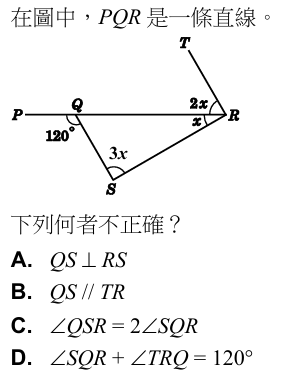 在圖中，PQR 是一條直線。
T
P Q 2x R
120° x
3x
S
下列何者不正確？
A. QS ⊥ RS
B. QS // TR
C. ∠QSR = 2∠SQR
D. ∠SQR + ∠TRQ = 120°